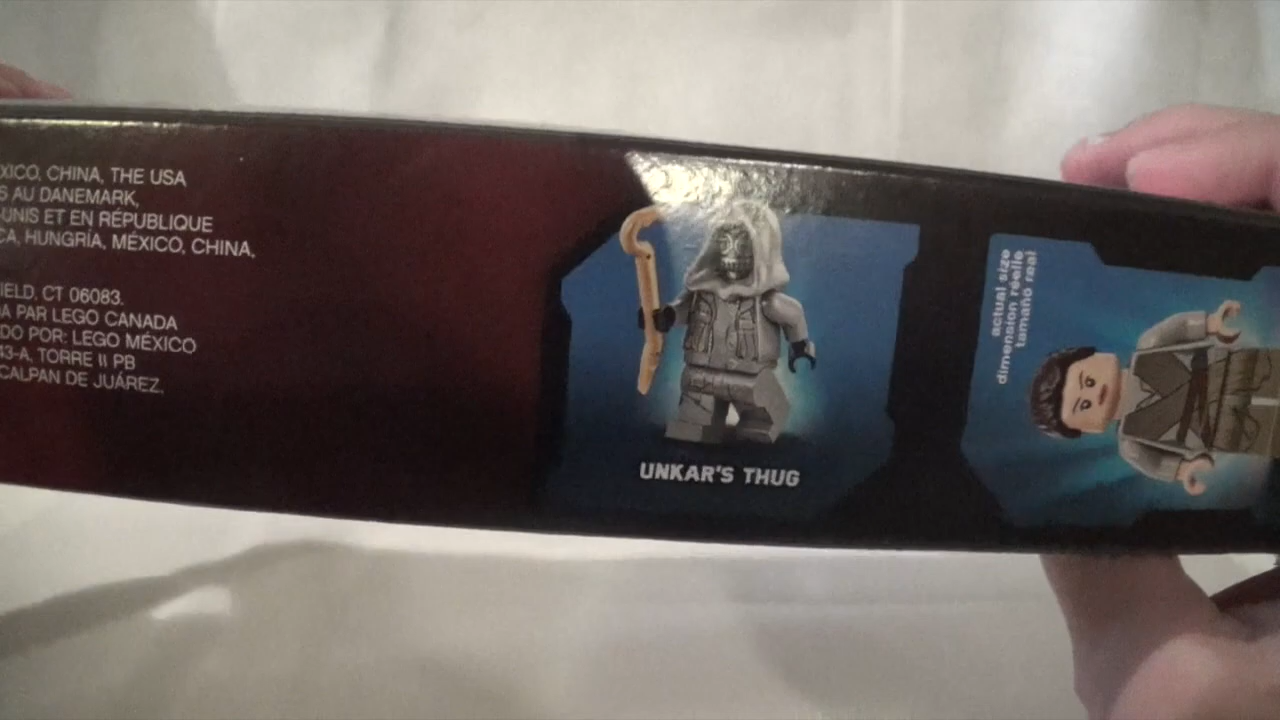 XICO, CHINA, THE USA
S AU DANEMARK,
-UNIS ET EN RÉPUBLIQUE
CA, HUNGRÍA, MÉXICO, CHINA,
IELD, CT 06083.
A PAR LEGO CANADA
DO POR: LEGO MÉXICO
43-A, TORRE II PB
CALPAN DE JUÁREZ,
UNKAR'S THUG
actual size
dimension réelle
tamaño real